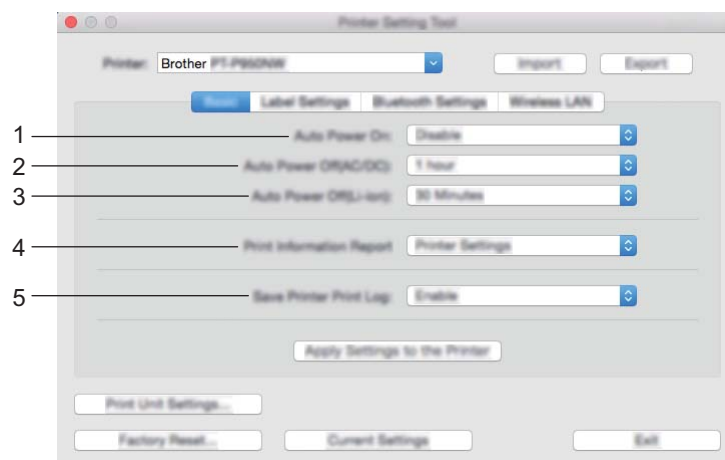 Printer Setting Tool
Printer: Brother PT-P950NW Import Export
Basic Label Settings Bluetooth Settings Wireless LAN
1 Auto Power On: Disable
2 Auto Power Off(AC/DC): 1 hour
3 Auto Power Off(Li-ion): 30 Minutes
4 Print Information Report Printer Settings
5 Save Printer Print Log: Enable
Apply Settings to the Printer
Print Unit Settings...
Factory Reset... Current Settings Exit